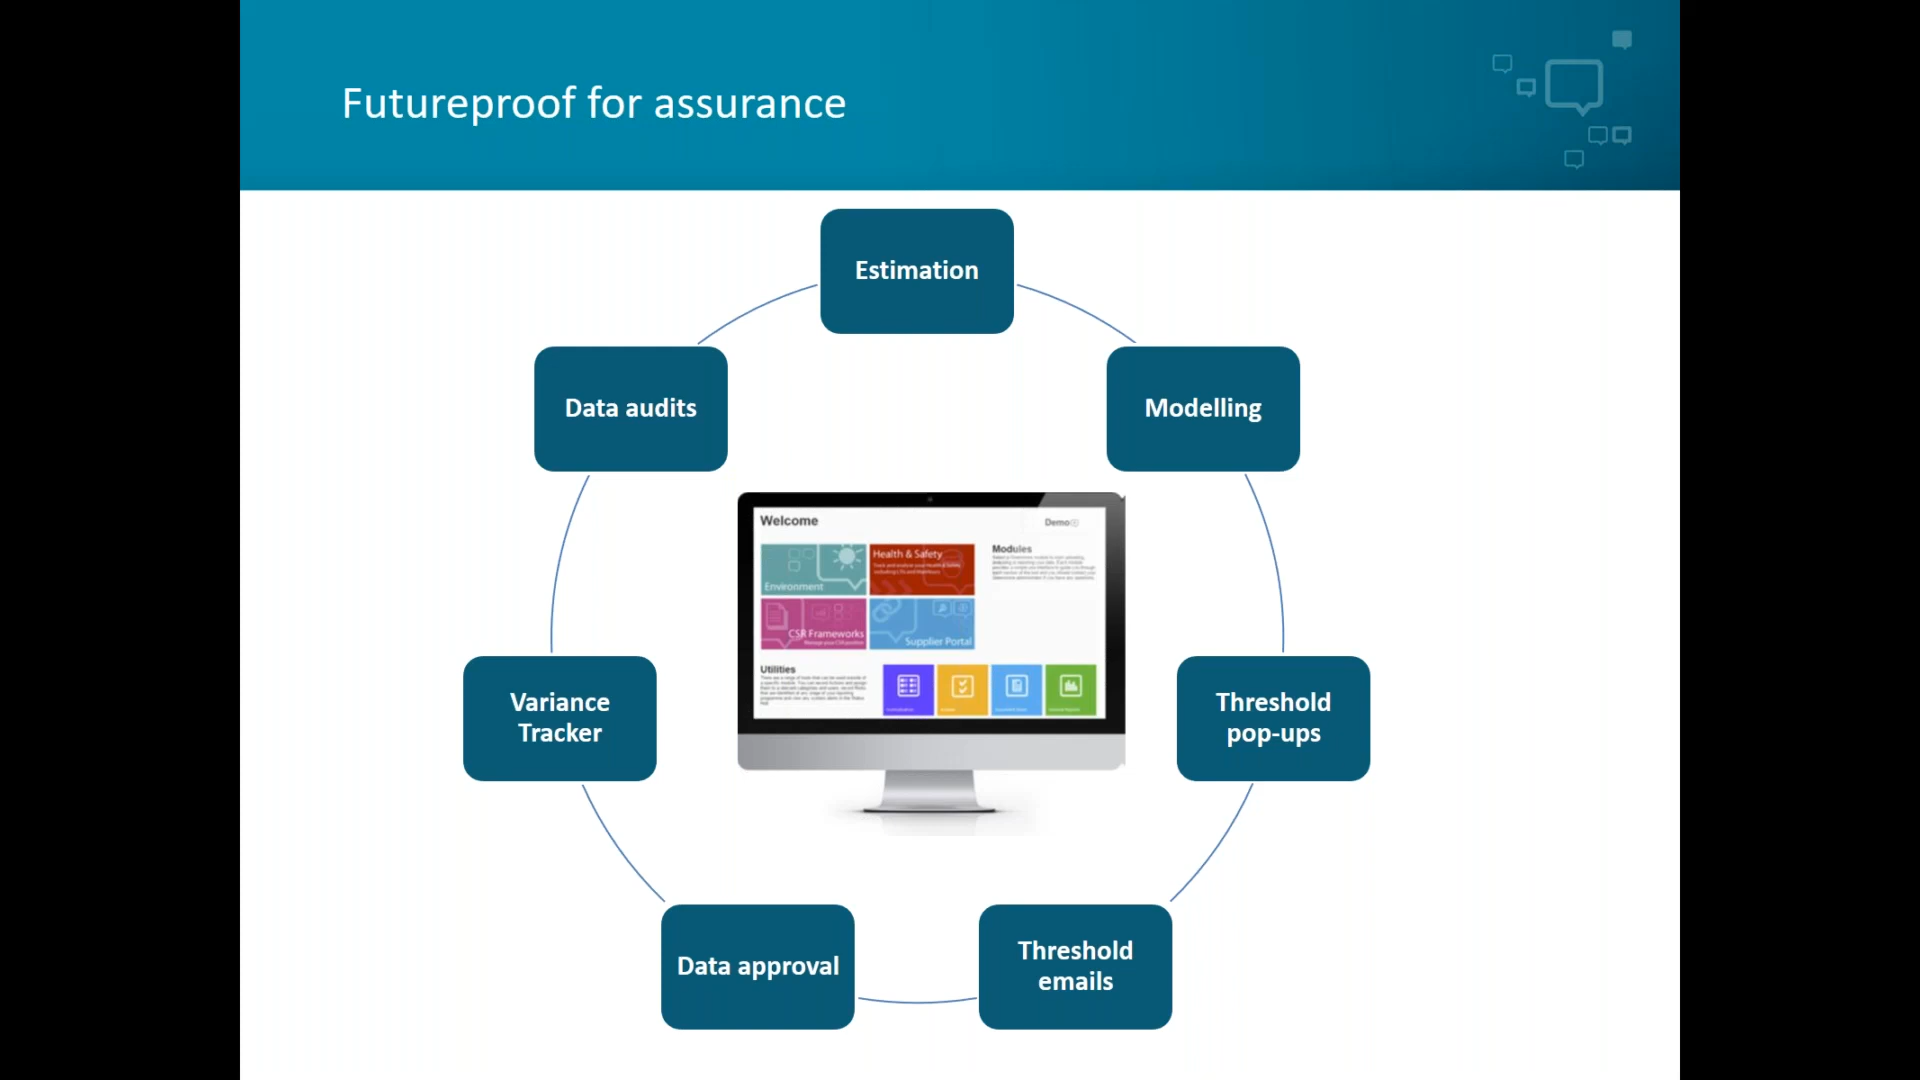 Futureproof for assurance
Estimation
Data audits
Modelling
Welcome
Demo
Environment
Health & Safety
Modules
CSR Frameworks
Supplier Portal
Utilities
Variance
Tracker
Threshold
pop-ups
Data approval
Threshold
emails